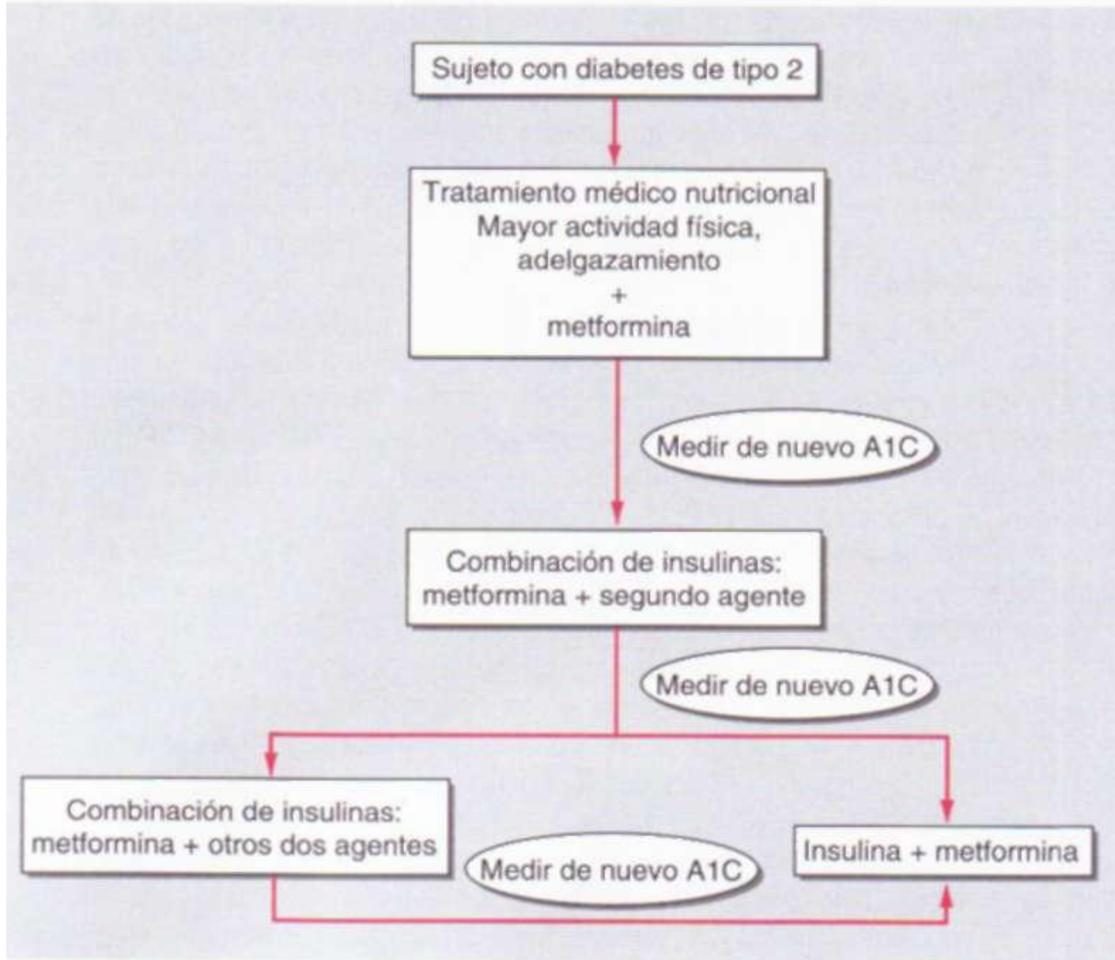 Sujeto con diabetes de tipo 2
Tratamiento médico nutricional
Mayor actividad física,
adelgazamiento
+
metformina
Medir de nuevo A1C
Combinación de insulinas:
metformina + segundo agente
Medir de nuevo A1C
Combinación de insulinas:
metformina + otros dos agentes
Medir de nuevo A1C
Insulina + metformina